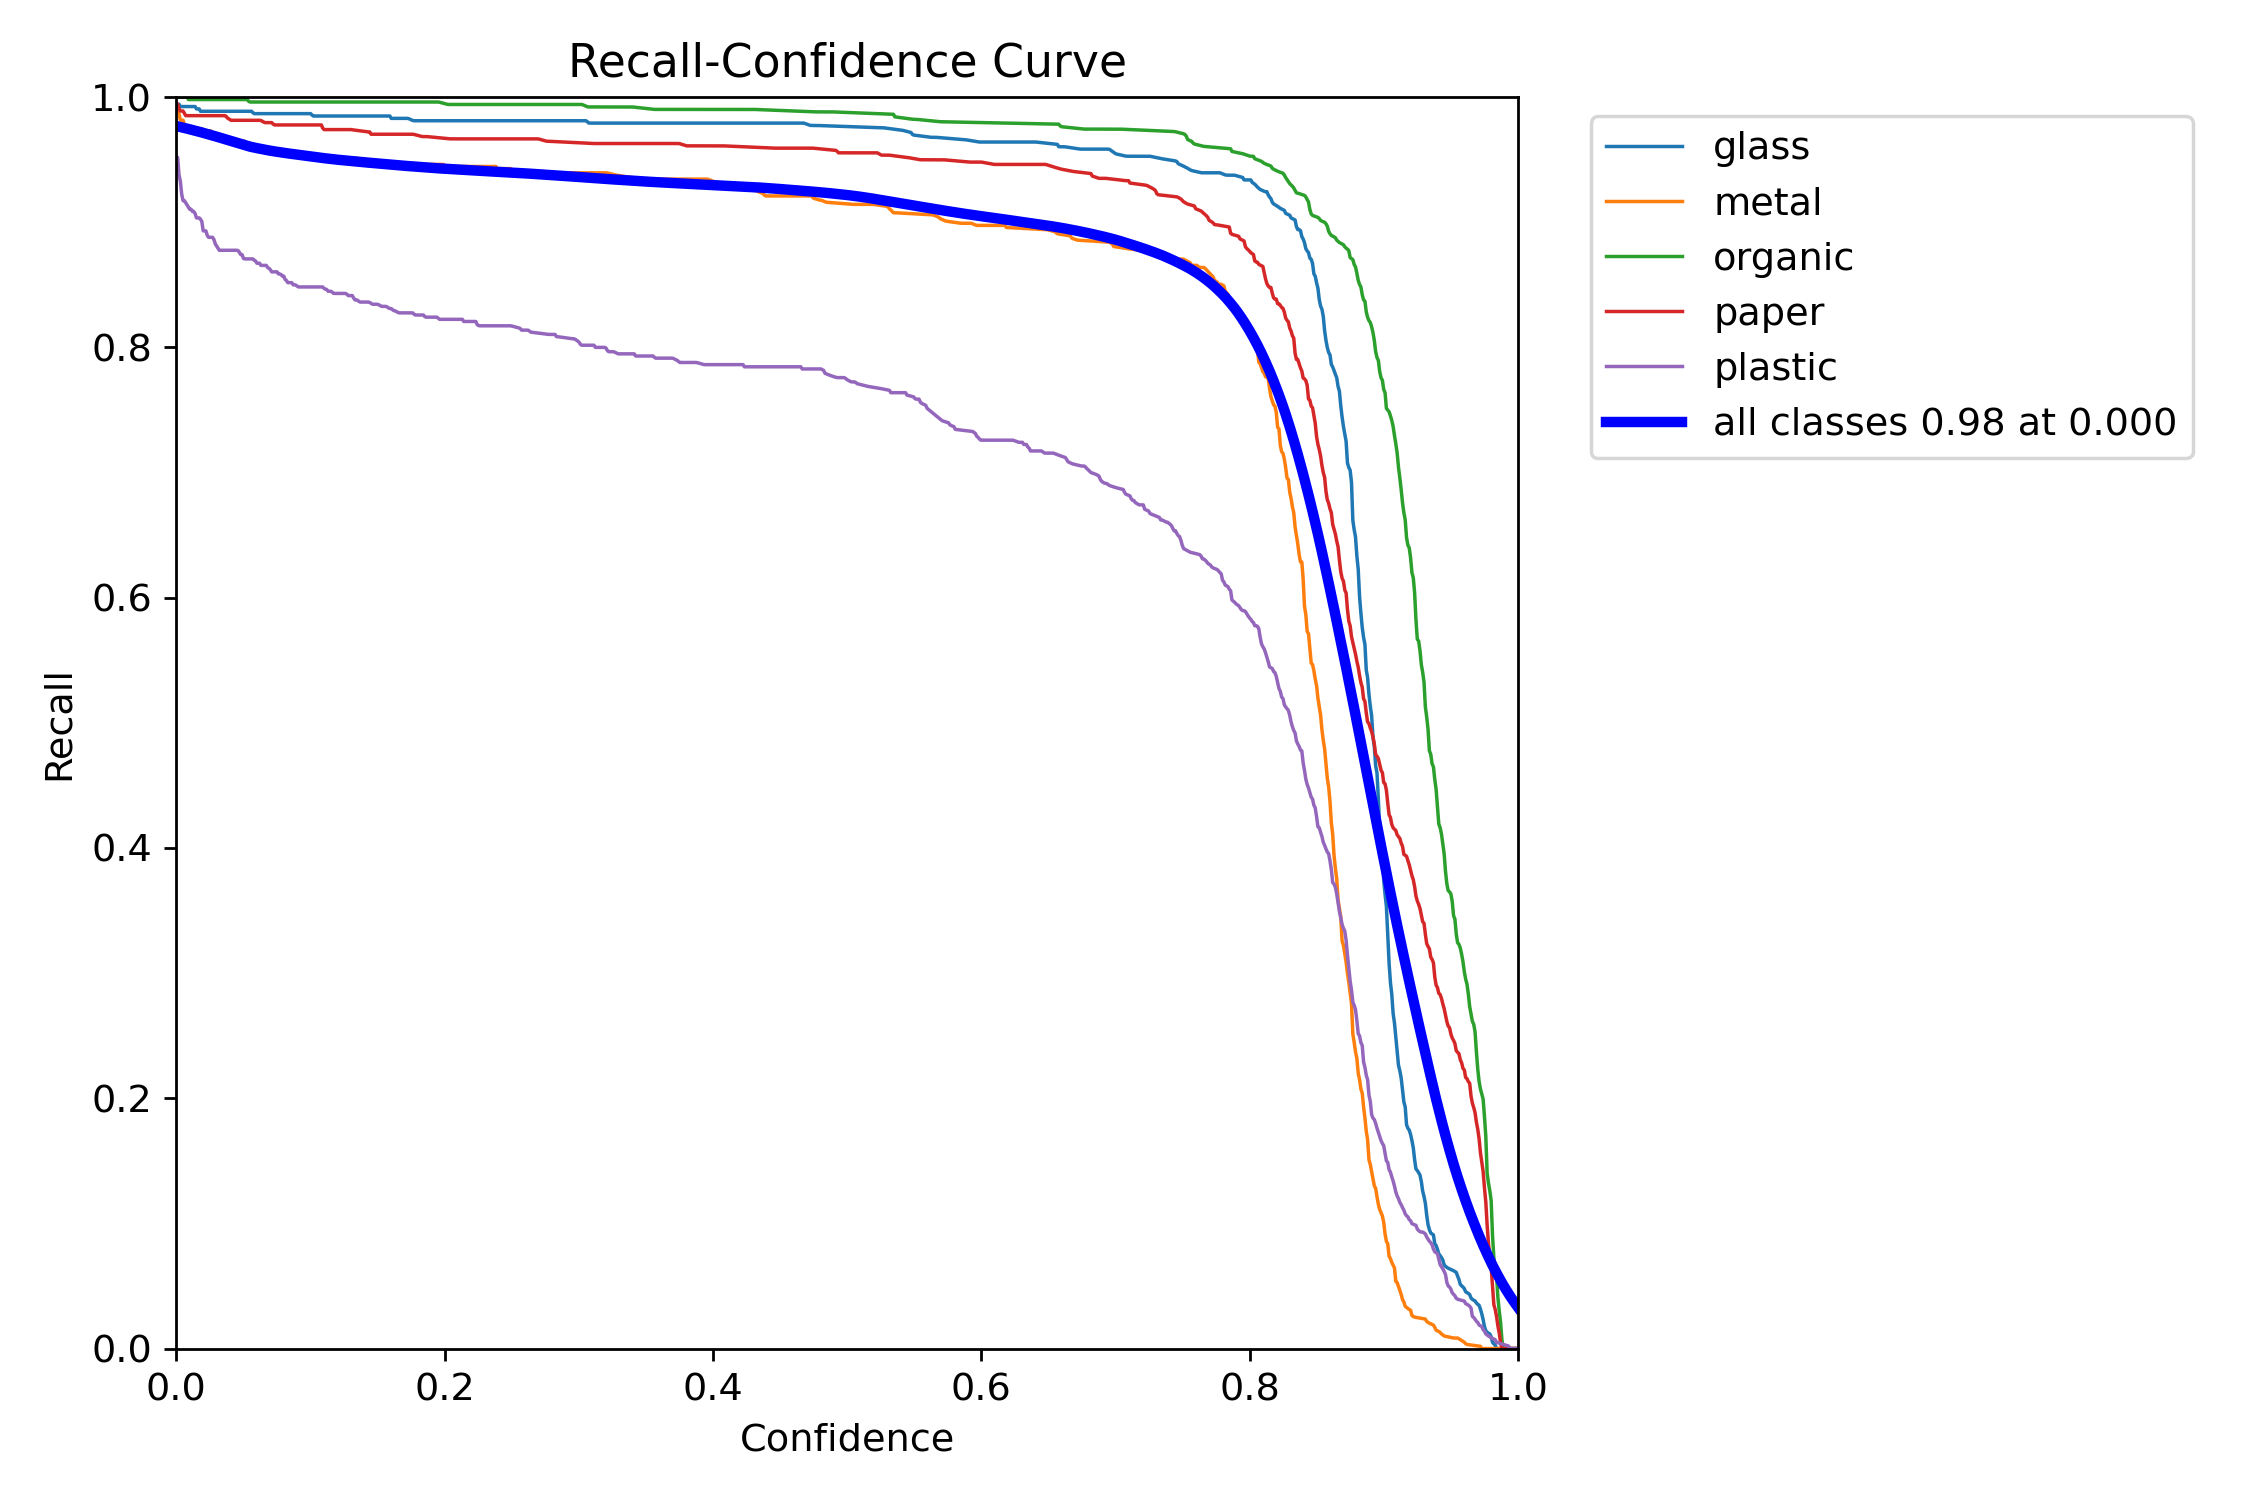 Recall-Confidence Curve
1.0
0.8
0.6
0.4
0.2
0.0
Recall
0.0 0.2 0.4 0.6 0.8 1.0
Confidence
glass
metal
organic
paper
plastic
all classes 0.98 at 0.000